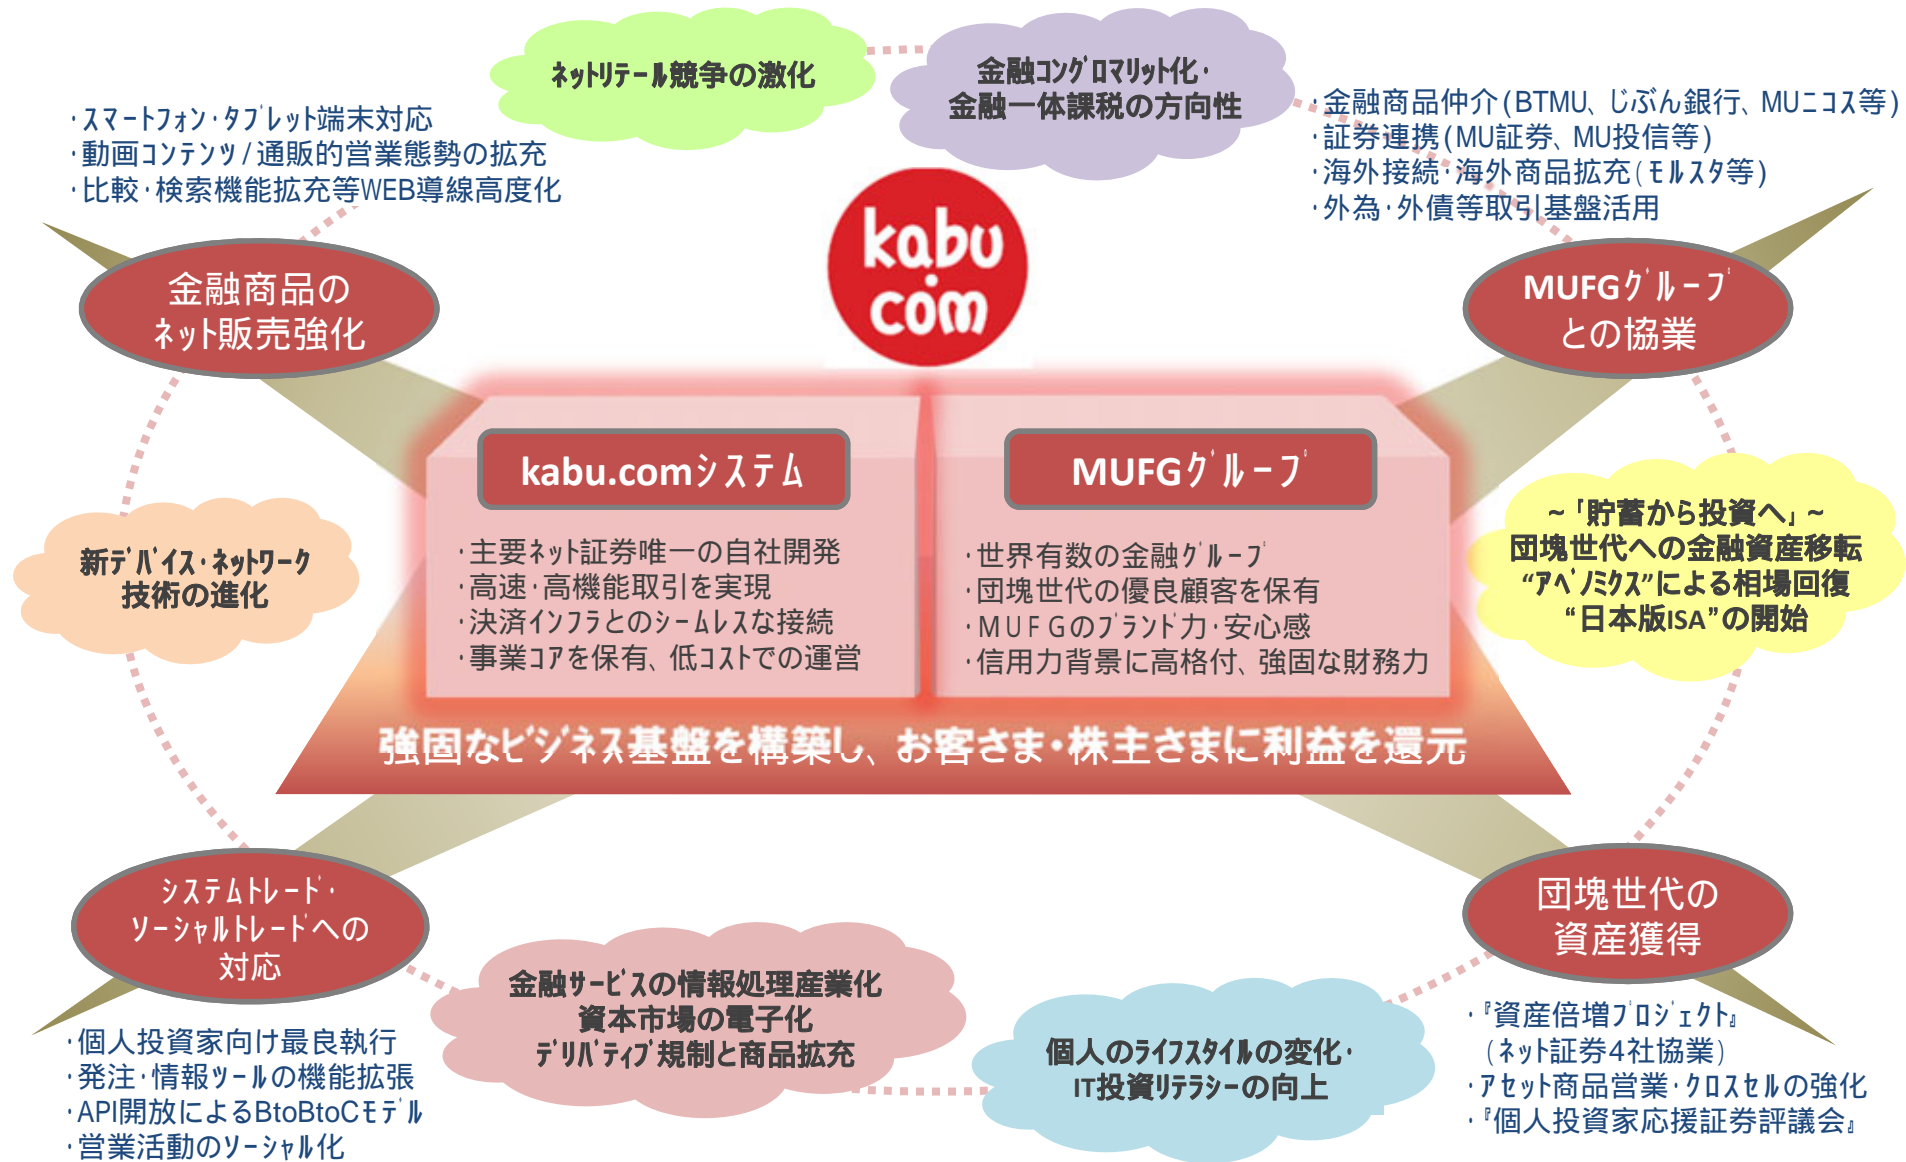 ﾈｯﾄﾘﾃｰﾙ競争の激化
金融ｺﾝｸﾞﾛﾏﾘｯﾄ化・
金融一体課税の方向性
・ｽﾏｰﾄﾌｫﾝ・ﾀﾌﾞﾚｯﾄ端末対応
・動画ｺﾝﾃﾝﾂ/通販的営業態勢の拡充
・比較・検索機能拡充等WEB導線高度化
・金融商品仲介(BTMU、じぶん銀行、MUﾆｺｽ等)
・証券連携(MU証券、MU投信等)
・海外接続・海外商品拡充(ﾓﾙｽﾀ等)
・外為・外債等取引基盤活用
kabu
.com
金融商品の
ﾈｯﾄ販売強化
MUFGｸﾞﾙｰﾌﾟ
との協業
kabu.comｼｽﾃﾑ
・主要ﾈｯﾄ証券唯一の自社開発
・高速・高機能取引を実現
・決済ｲﾝﾌﾗとのｼｰﾑﾚｽな接続
・事業ｺｱを保有、低ｺｽﾄでの運営
MUFGｸﾞﾙｰﾌﾟ
・世界有数の金融ｸﾞﾙｰﾌﾟ
・団塊世代の優良顧客を保有
・ＭＵＦＧのﾌﾞﾗﾝﾄﾞ力・安心感
・信用力背景に高格付、強固な財務力
新ﾃﾞﾊﾞｲｽ・ﾈｯﾄﾜｰｸ
技術の進化
~「貯蓄から投資へ」~
団塊世代への金融資産移転
“ｱﾍﾞﾉﾐｸｽ”による相場回復
“日本版ISA”の開始
強固なﾋﾞｼﾞﾈｽ基盤を構築し、お客さま・株主さまに利益を還元
ｼｽﾃﾑﾄﾚｰﾄﾞ・
ｿｰｼｬﾙﾄﾚｰﾄﾞへの
対応
団塊世代の
資産獲得
金融ｻｰﾋﾞｽの情報処理産業化
資本市場の電子化
ﾃﾞﾘﾊﾞﾃｨﾌﾞ規制と商品拡充
個人のﾗｲﾌｽﾀｲﾙの変化・
IT投資ﾘﾃﾗｼｰの向上
・個人投資家向け最良執行
・発注・情報ﾂｰﾙの機能拡張
・API開放によるBtoBtoCﾓﾃﾞﾙ
・営業活動のｿｰｼｬﾙ化
・『資産倍増ﾌﾟﾛｼﾞｪｸﾄ』
(ﾈｯﾄ証券4社協業)
・ｱｾｯﾄ商品営業・ｸﾛｽｾﾙの強化
・『個人投資家応援証券評議会』